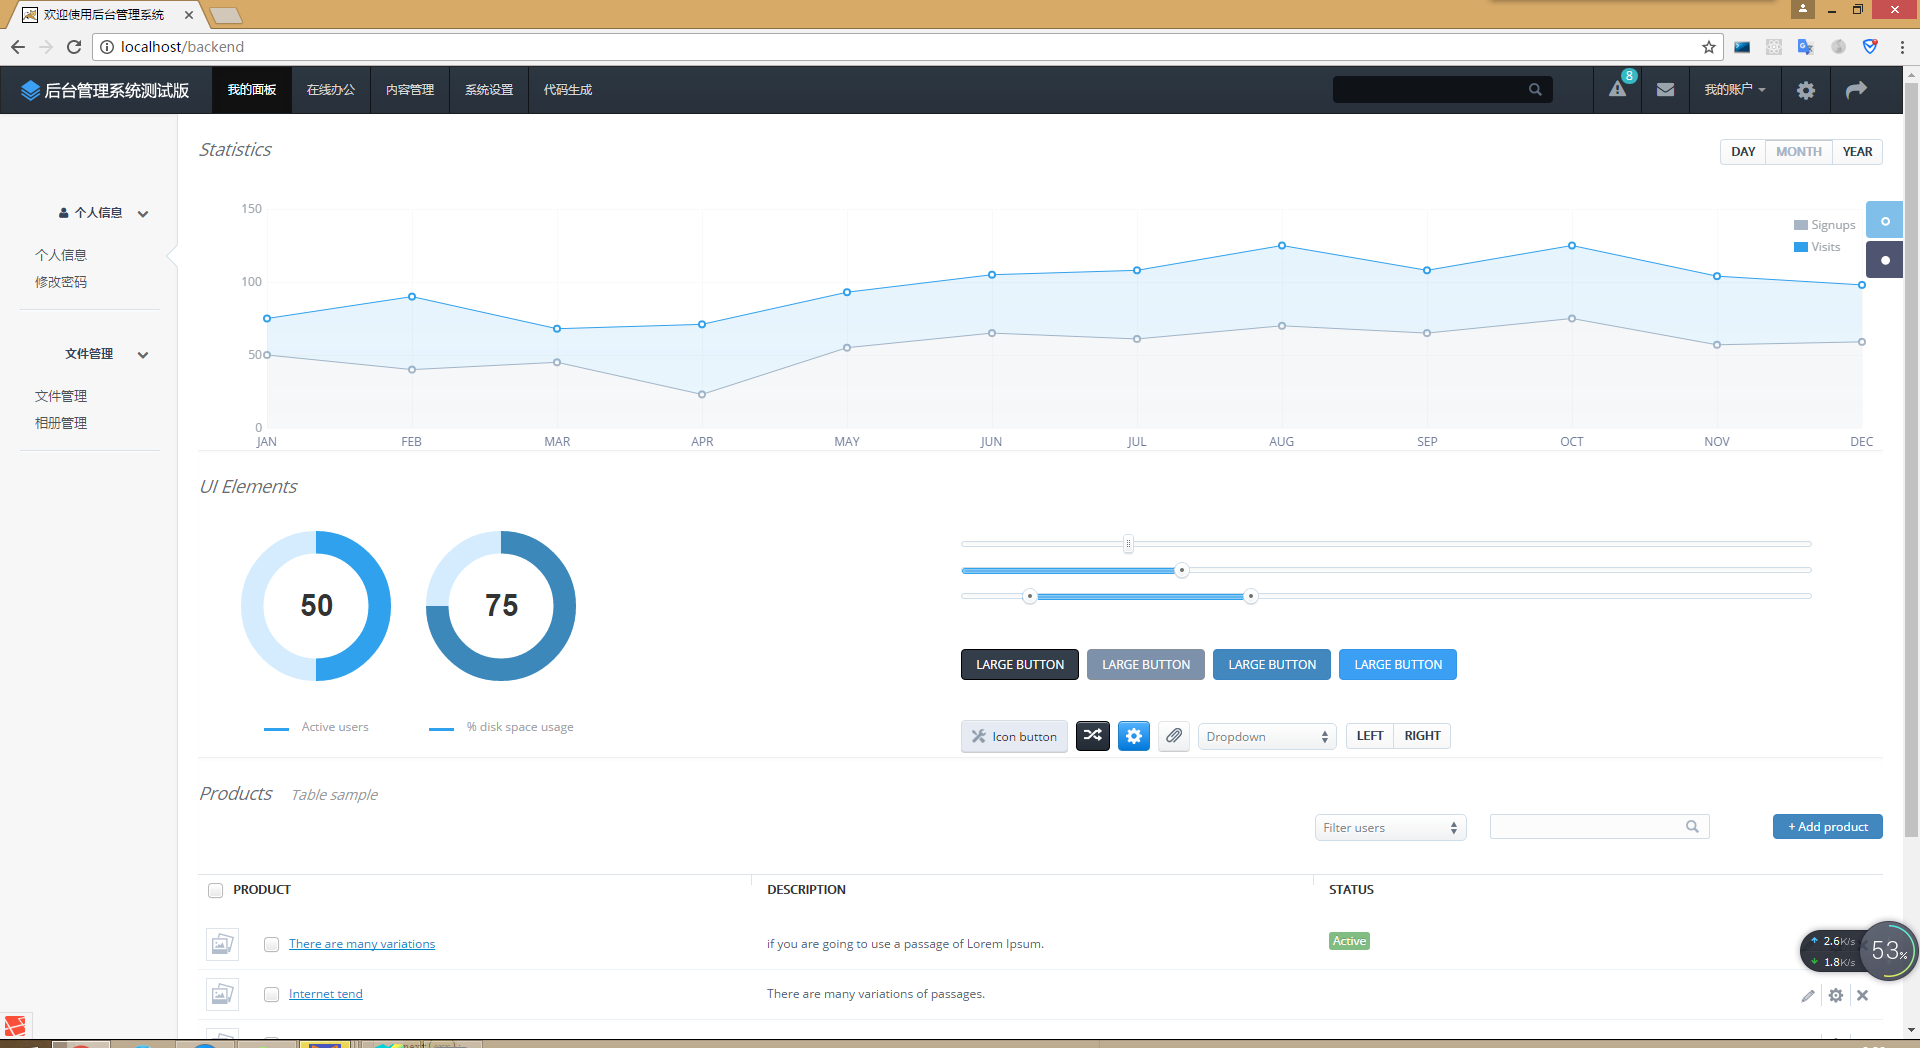 欢迎使用后台管理系统
localhost/backend
后台管理系统测试版
我的面板
在线办公
内容管理
系统设置
代码生成
8
我的账户
个人信息
个人信息
修改密码
文件管理
文件管理
相册管理
Statistics
DAY MONTH YEAR
150
100
50
0
Signups
Visits
JAN FEB MAR APR MAY JUN JUL AUG SEP OCT NOV DEC
UI Elements
50
75
Active users
% disk space usage
LARGE BUTTON LARGE BUTTON LARGE BUTTON LARGE BUTTON
Icon button
Dropdown
LEFT RIGHT
Products Table sample
Filter users
+ Add product
PRODUCT DESCRIPTION STATUS
There are many variations if you are going to use a passage of Lorem Ipsum. Active
2.6K/s
1.8K/s
53%
Internet tend There are many variations of passages.